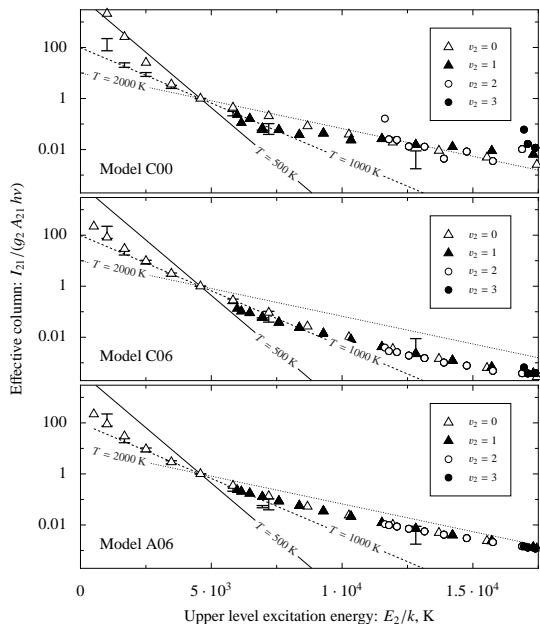 100
1
0.01
T = 2000 K
T = 500 K
T = 1000 K
Model C00
v₂ = 0
v₂ = 1
v₂ = 2
v₂ = 3
Effective column: I₂₁/(g₂ A₂₁ hν)
100
1
0.01
T = 2000 K
T = 500 K
T = 1000 K
Model C06
v₂ = 0
v₂ = 1
v₂ = 2
v₂ = 3
100
1
0.01
T = 2000 K
T = 500 K
T = 1000 K
Model A06
v₂ = 0
v₂ = 1
v₂ = 2
v₂ = 3
0 5·10³ 1·10⁴ 1.5·10⁴
Upper level excitation energy: E₂/k, K